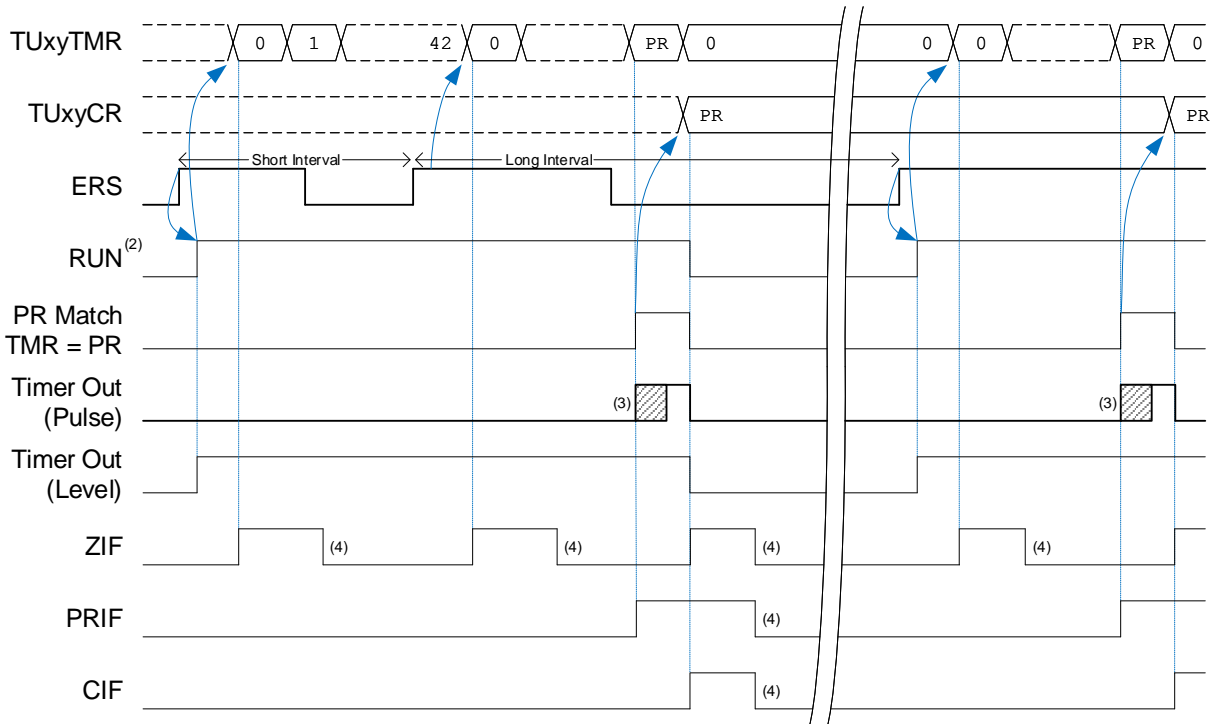 TUxyTMR 0 1 42 0 PR 0 0 0 PR 0
TUxyCR PR PR
Short Interval Long Interval
ERS
RUN(2)
PR Match
TMR = PR
Timer Out
(Pulse) (3) (3)
Timer Out
(Level)
ZIF (4) (4) (4) (4)
PRIF (4)
CIF (4)